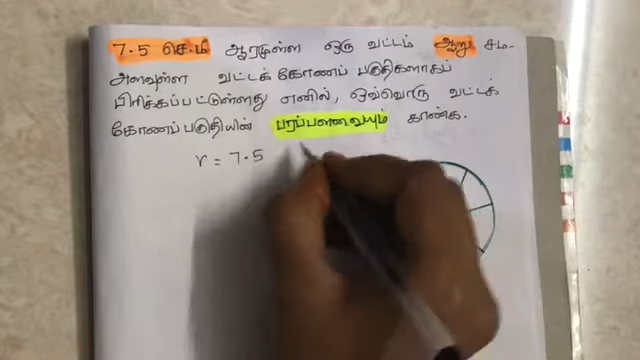 7.5 செ.மீ ஆரமுள்ள ஒரு வட்டம் ஆறு சம-
அளவுள்ள வட்டக் கோணப் பகுதிகளாகப்
பிரிக்கப்பட்டுள்ளது எனில், ஒவ்வொரு வட்டக்
கோணப்பகுதியின் பரப்பளவையும் காண்க.
r = 7.5